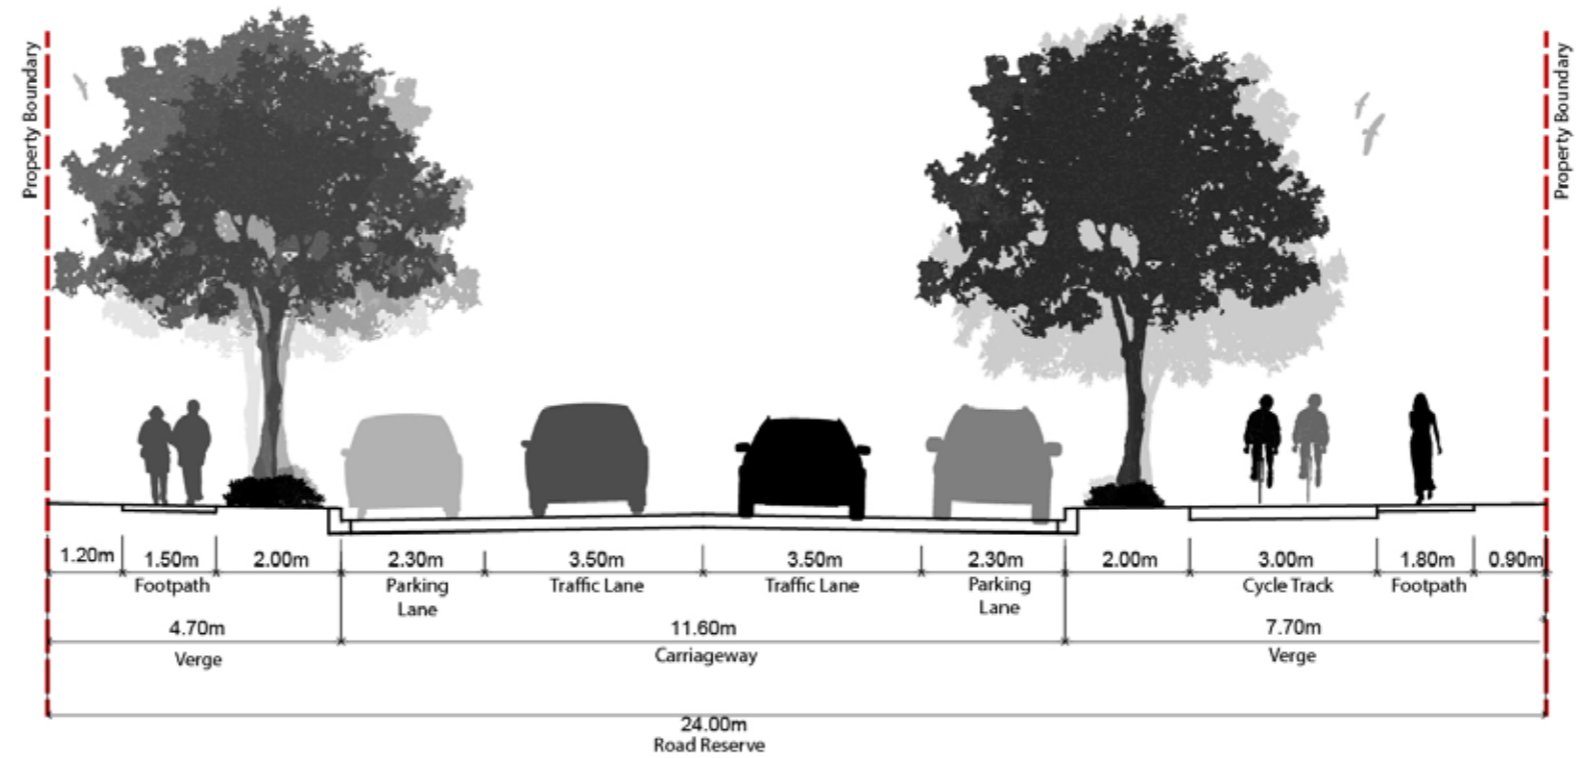 Property Boundary
Property Boundary
1.20m 1.50m 2.00m 2.30m 3.50m 3.50m 2.30m 2.00m 3.00m 1.80m 0.90m
Footpath Parking Traffic Lane Traffic Lane Parking Cycle Track Footpath
Lane Lane
4.70m 11.60m 7.70m
Verge Carriageway Verge
24.00m
Road Reserve